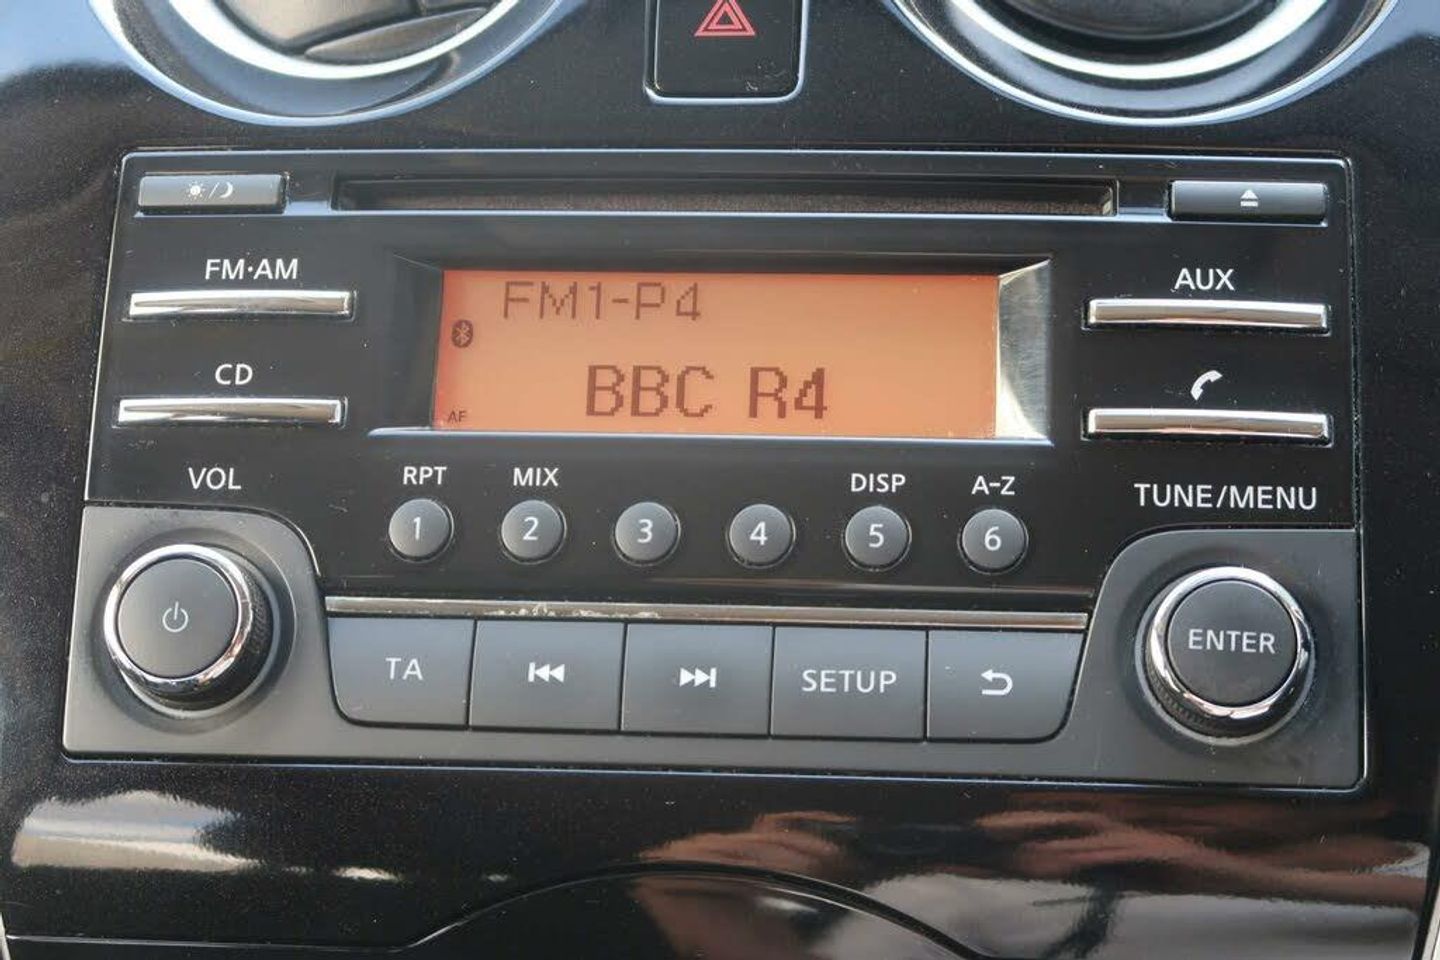 FM·AM
AUX
FM1-P4
CD
AF
BBC R4
VOL
RPT
MIX
DISP
A-Z
TUNE/MENU
1
2
3
4
5
6
TA
SETUP
ENTER